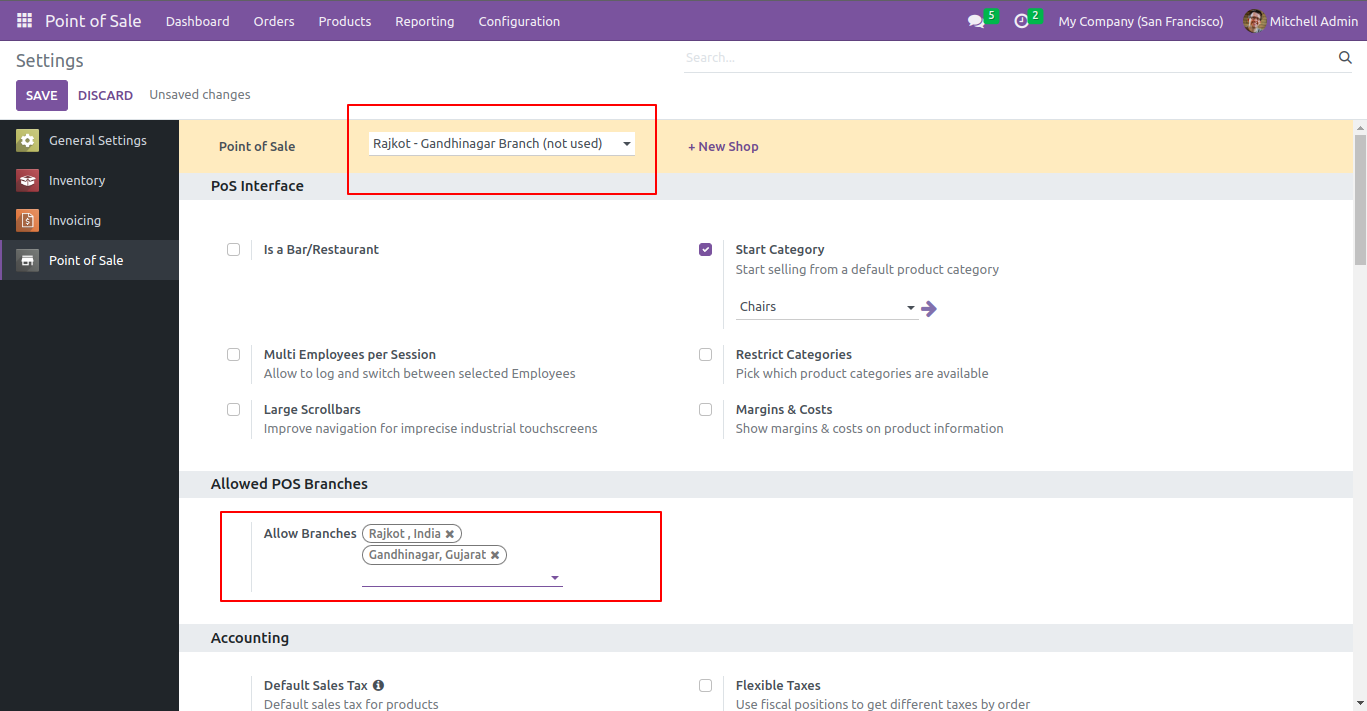 Point of Sale Dashboard Orders Products Reporting Configuration 5 2 My Company (San Francisco) Mitchell Admin
Settings Search...
SAVE DISCARD Unsaved changes
General Settings
Inventory
Invoicing
Point of Sale
Point of Sale Rajkot - Gandhinagar Branch (not used) + New Shop
PoS Interface
Is a Bar/Restaurant
Start Category
Start selling from a default product category
Chairs
Multi Employees per Session
Allow to log and switch between selected Employees
Restrict Categories
Pick which product categories are available
Large Scrollbars
Improve navigation for imprecise industrial touchscreens
Margins & Costs
Show margins & costs on product information
Allowed POS Branches
Allow Branches Rajkot , India
Gandhinagar, Gujarat
Accounting
Default Sales Tax
Default sales tax for products
Flexible Taxes
Use fiscal positions to get different taxes by order